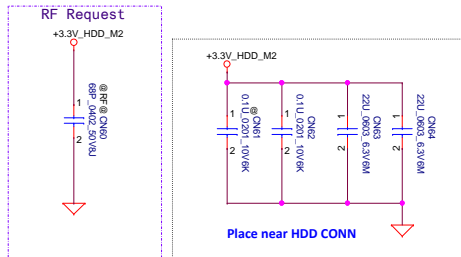 RF Request
+3.3V_HDD_M2
1
2
@RF@CN60
68P_0402_50V8J
+3.3V_HDD_M2
1
2
@CN61
0.1U_0201_10V6K
1
2
CN62
0.1U_0201_10V6K
1
2
CN63
22U_0603_6.3V6M
1
2
CN64
22U_0603_6.3V6M
Place near HDD CONN